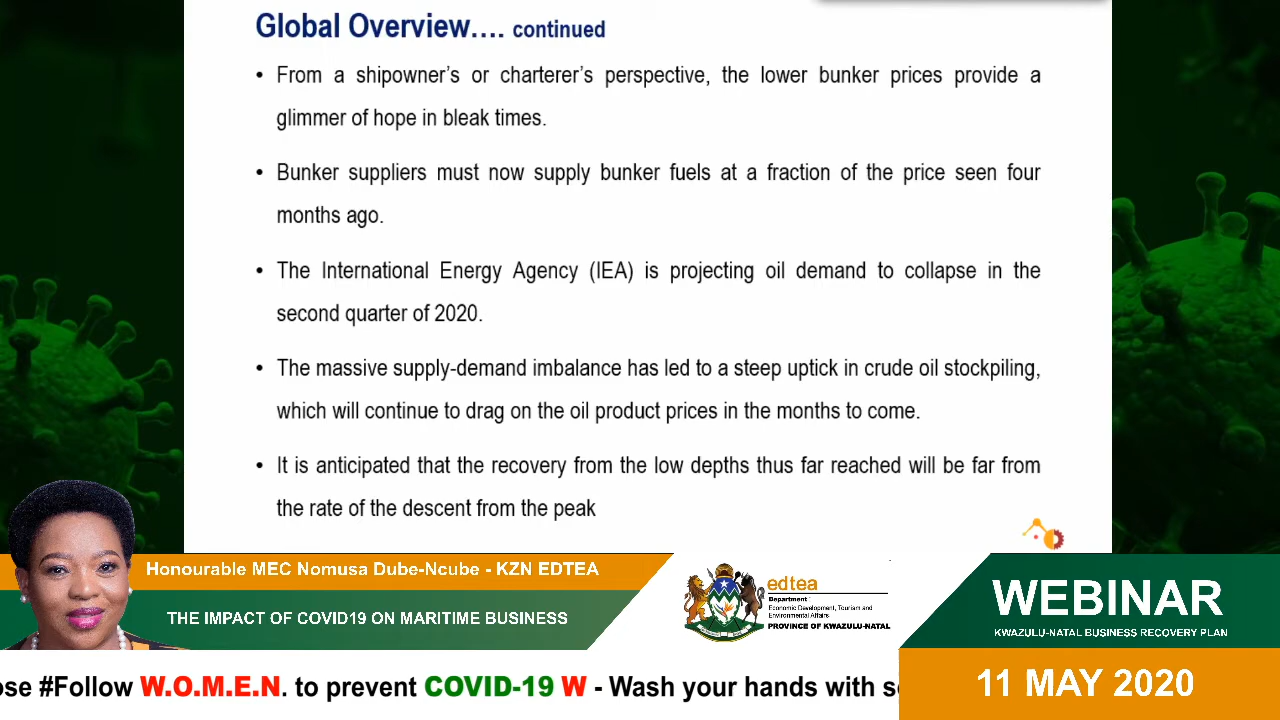 Global Overview.... continued
• From a shipowner's or charterer's perspective, the lower bunker prices provide a
glimmer of hope in bleak times.
• Bunker suppliers must now supply bunker fuels at a fraction of the price seen four
months ago.
• The International Energy Agency (IEA) is projecting oil demand to collapse in the
second quarter of 2020.
• The massive supply-demand imbalance has led to a steep uptick in crude oil stockpiling,
which will continue to drag on the oil product prices in the months to come.
• It is anticipated that the recovery from the low depths thus far reached will be far from
the rate of the descent from the peak
Honourable MEC Nomusa Dube-Ncube - KZN EDTEA
THE IMPACT OF COVID19 ON MARITIME BUSINESS
edtea
Department:
Economic Development, Tourism and
Environmental Affairs
PROVINCE OF KWAZULU-NATAL
WEBINAR
KWAZULU-NATAL BUSINESS RECOVERY PLAN
11 MAY 2020
ose #Follow W.O.M.E.N. to prevent COVID-19 W - Wash your hands with